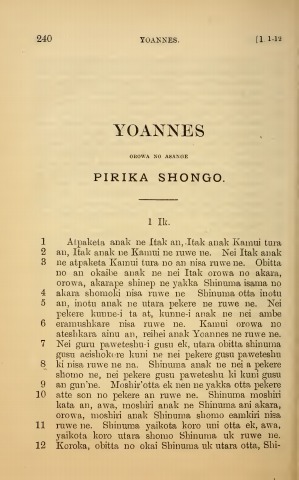 240 YOANNES. [1 1-12
YOANNES
OROWA NO ASANGE
PIRIKA SHONGO.
1 Ik.
1 Atpaketa anak ne Itak an, Itak anak Kamui tura
2 an, Itak anak ne Kamui ne ruwe ne. Nei Itak anak
3 ne atpaketa Kamui tura no an nisa ruwe ne. Obitta
no an okaibe anak ne nei Itak orowa no akara,
orowa, akarape shinep ne yakka Shinuma isama no
4 akara shomoki nisa ruwe ne Shinuma otta inotu
5 an, inotu anak ne utara pekere ne ruwe ne. Nei
pekere kunne-i ta at, kunne-i anak ne nei ambe
6 eramushkare nisa ruwe ne. Kamui orowa no
ateshkara ainu an, reihei anak Yoannes ne ruwe ne.
7 Nei guru paweteshu-i gusu ek, utara obitta shinuma
gusu aeishokore kuni ne nei pekere gusu paweteshu
8 ki nisa ruwe ne na. Shinuma anak ne nei a pekere
shomo ne, nei pekere gusu paweteshu ki kuni gusu
9 an gun'ne. Moshir'otta ek nen ne yakka otta pekere
10 atte son no pekere an ruwe ne. Shinuma moshiri
kata an, awa, moshiri anak ne Shinuma ani akara,
orowa, moshiri anak Shinuma shomo eamkiri nisa
11 ruwe ne. Shinuma yaikota koro uni otta ek, awa,
yaikota koro utara shomo Shinuma uk ruwe ne.
12 Koroka, obitta no okai Shinuma uk utara otta, Shi-